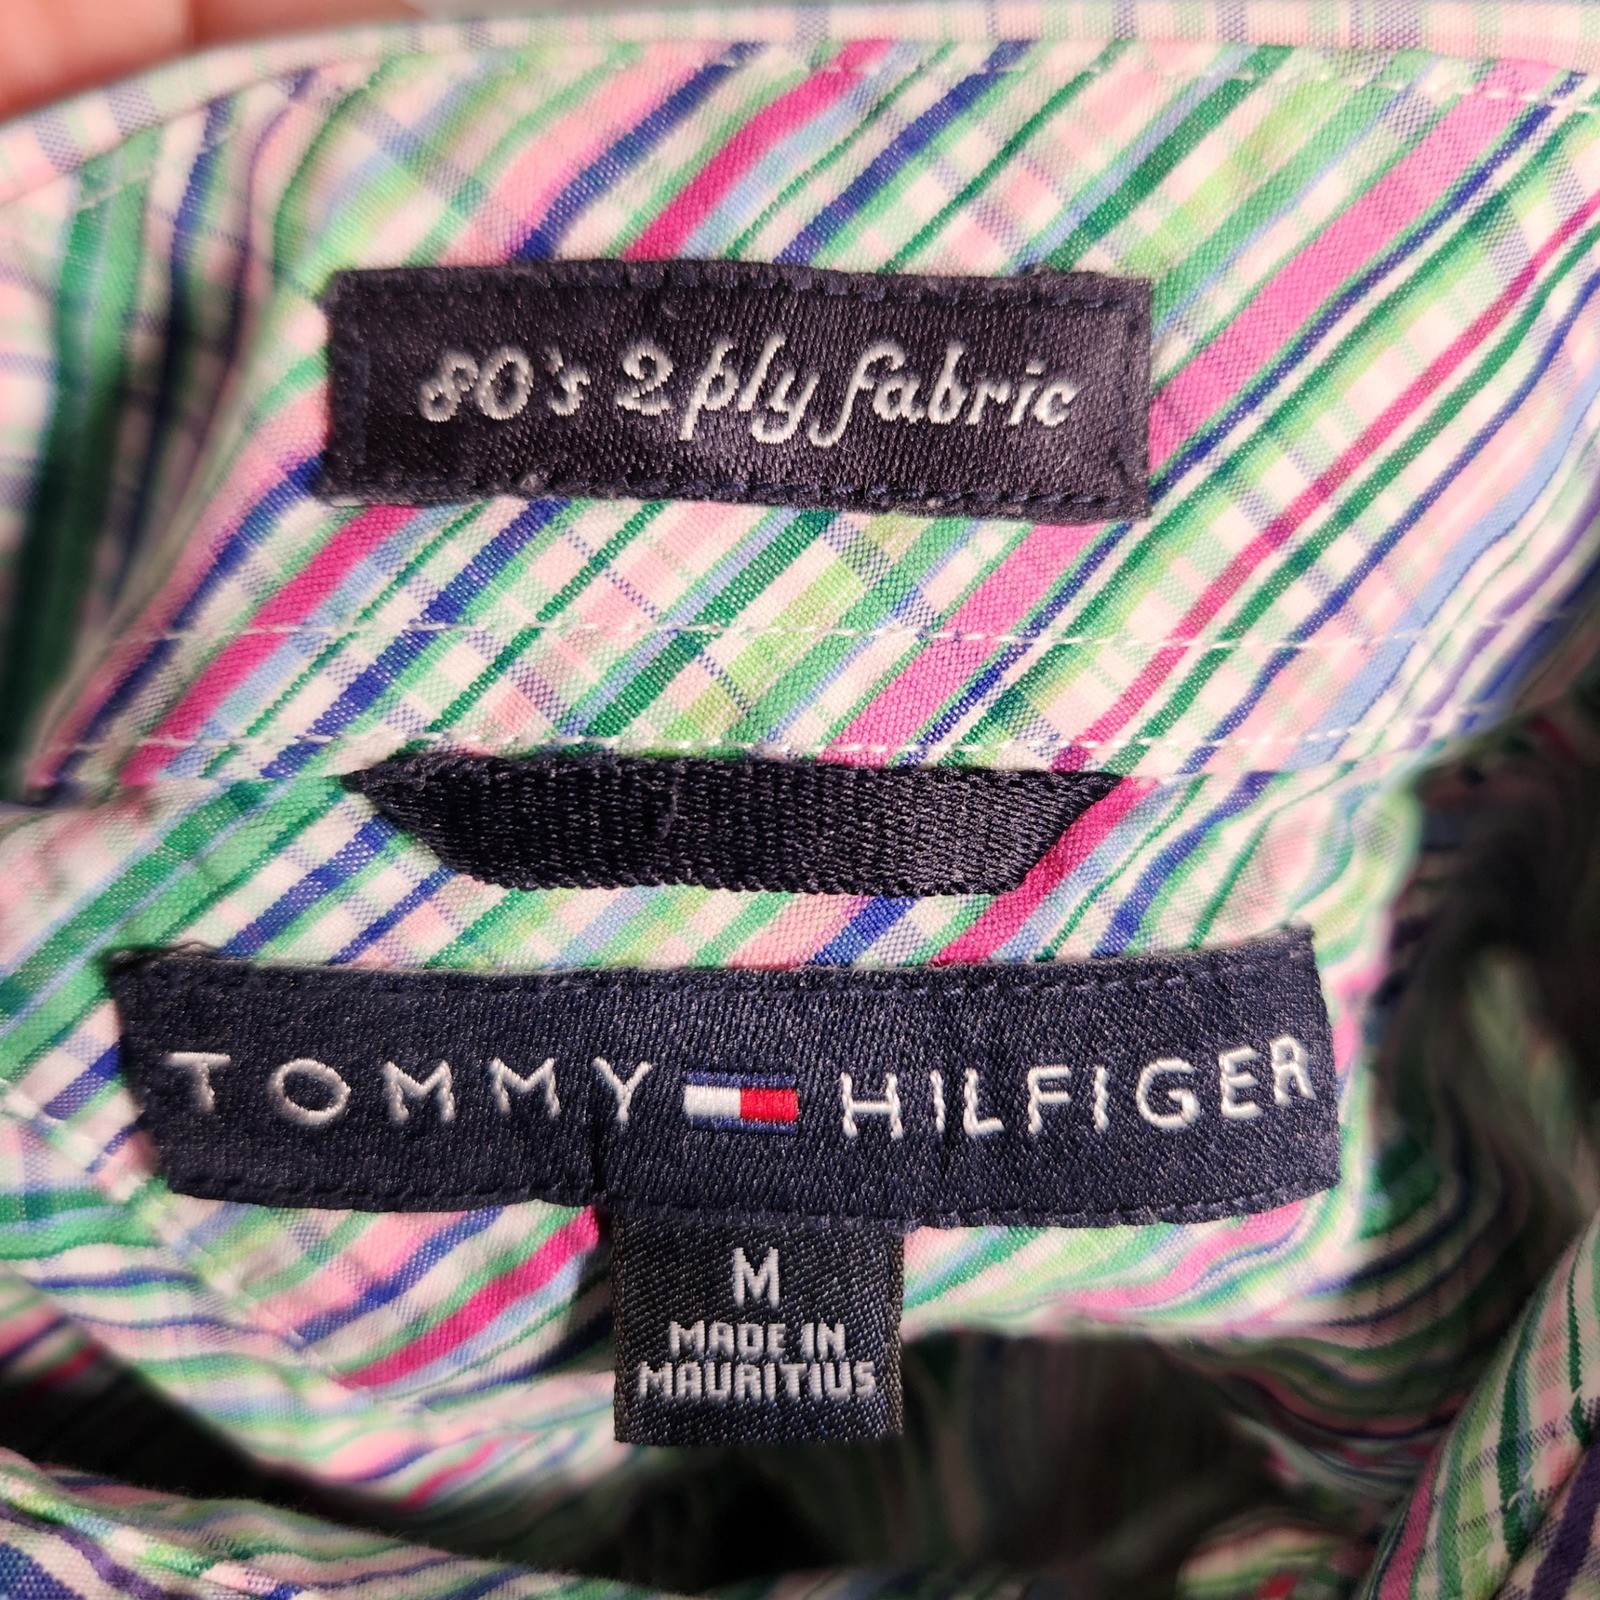 80's 2 ply fabric
TOMMY HILFIGER
M
MADE IN
MAURITIUS